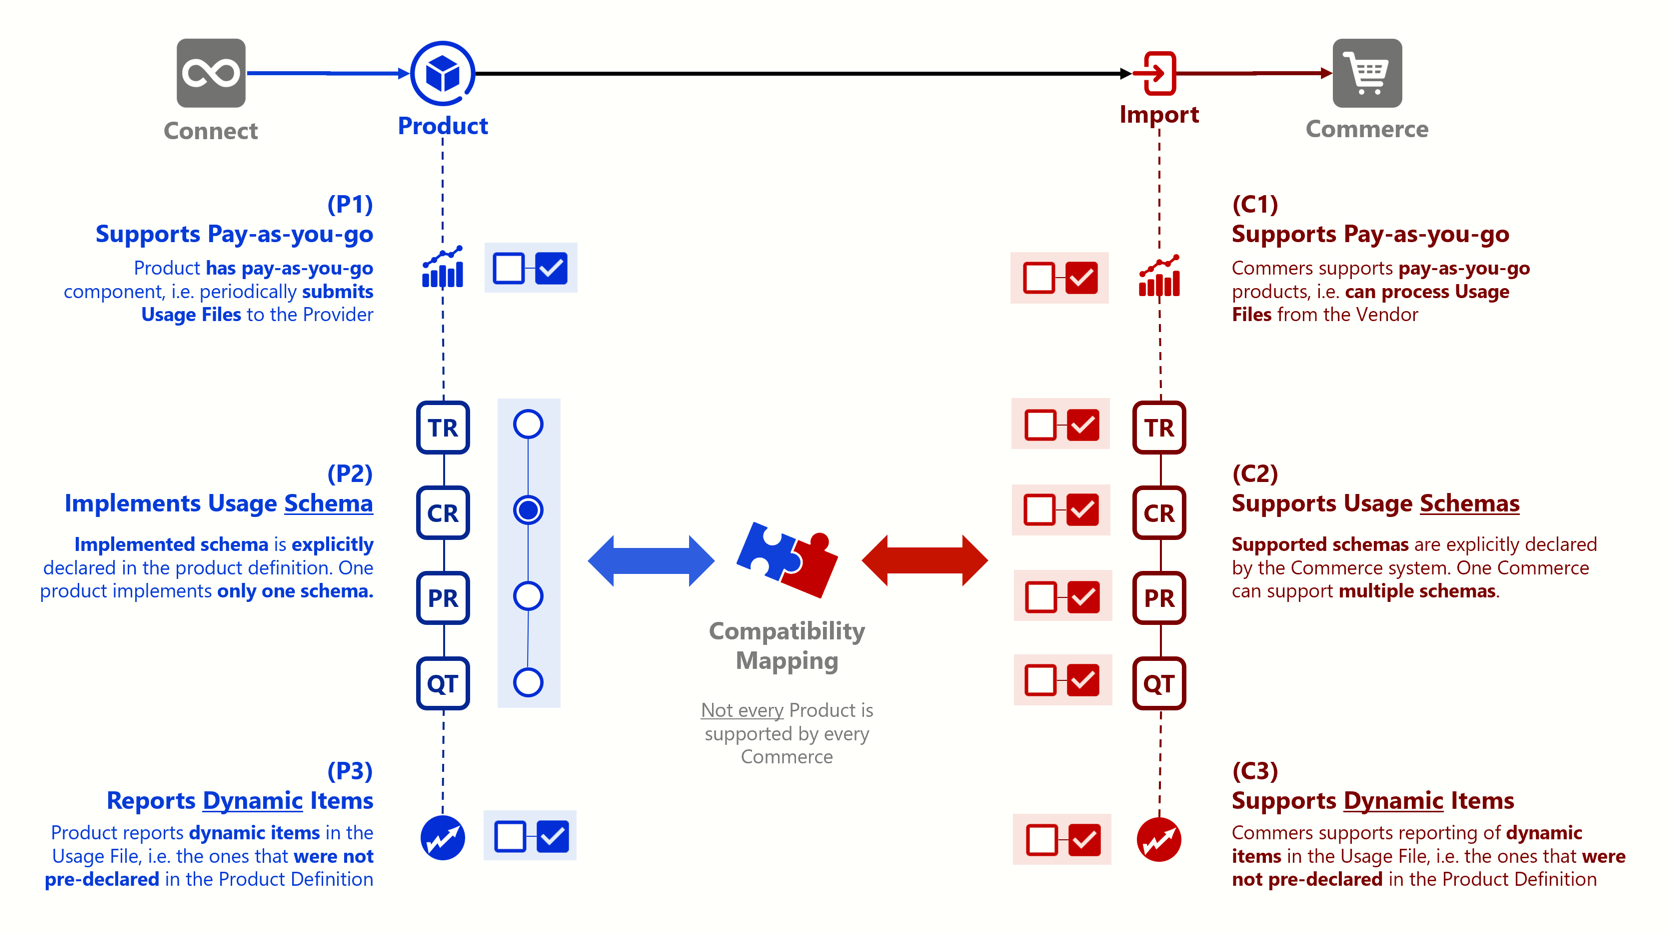 Connect
Product
Import
Commerce
(P1)
Supports Pay-as-you-go
Product has pay-as-you-go
component, i.e. periodically submits
Usage Files to the Provider
(C1)
Supports Pay-as-you-go
Commers supports pay-as-you-go
products, i.e. can process Usage
Files from the Vendor
TR
CR
PR
QT
(P2)
Implements Usage Schema
Implemented schema is explicitly
declared in the product definition. One
product implements only one schema.
Compatibility
Mapping
Not every Product is
supported by every
Commerce
TR
CR
PR
QT
(C2)
Supports Usage Schemas
Supported schemas are explicitly declared
by the Commerce system. One Commerce
can support multiple schemas.
(P3)
Reports Dynamic Items
Product reports dynamic items in the
Usage File, i.e. the ones that were not
pre-declared in the Product Definition
(C3)
Supports Dynamic Items
Commers supports reporting of dynamic
items in the Usage File, i.e. the ones that were
not pre-declared in the Product Definition